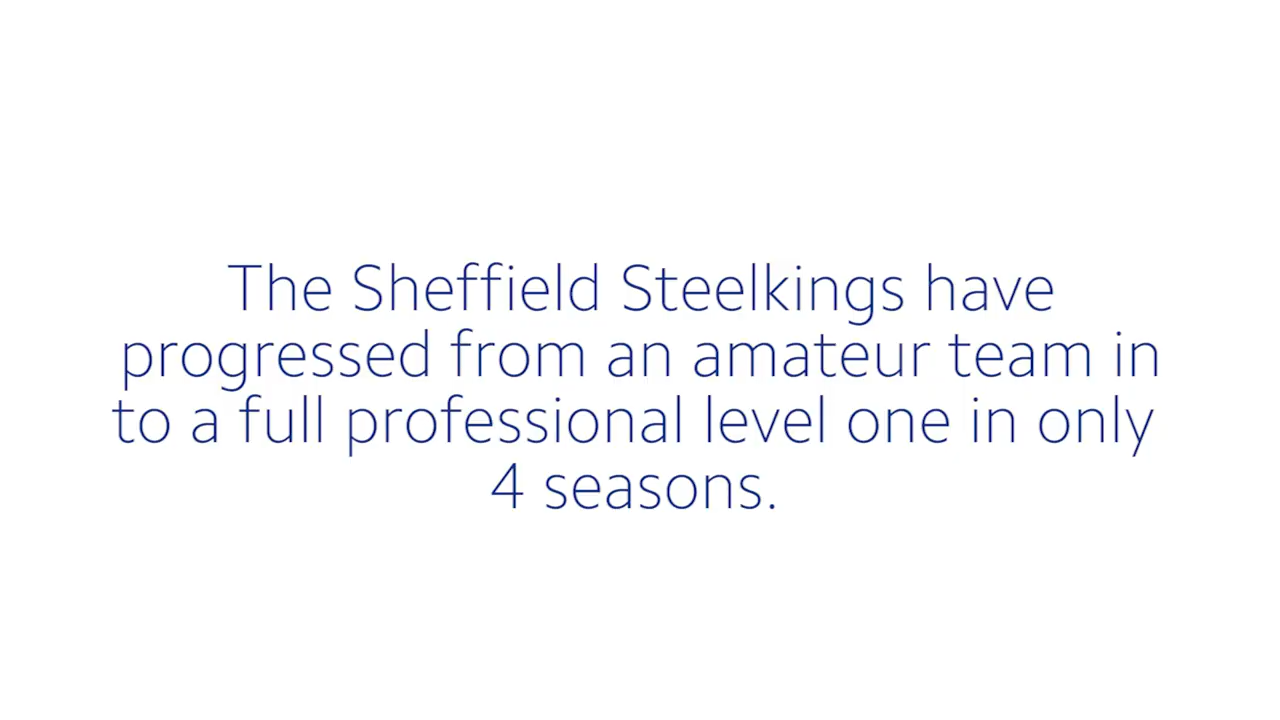 The Sheffield Steelkings have
progressed from an amateur team in
to a full professional level one in only
4 seasons.